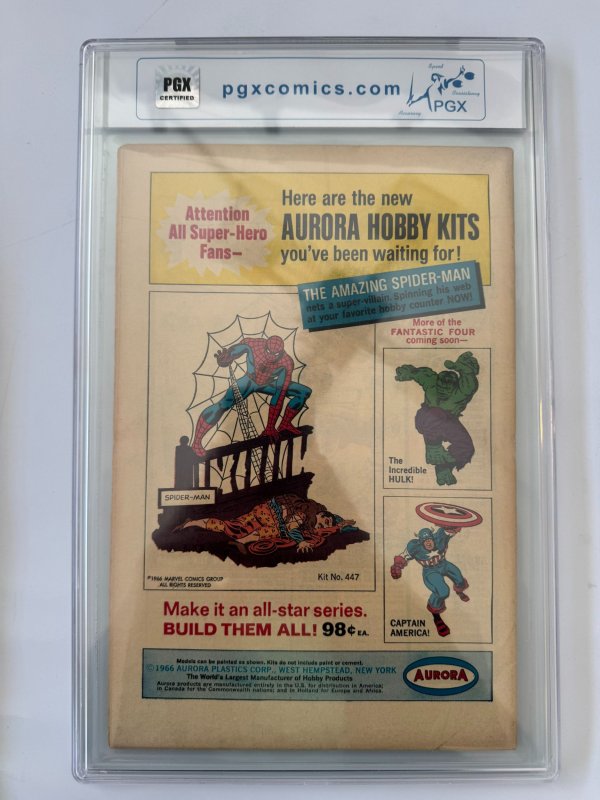 PGX
CERTIFIED
pgxcomics.com
Speed
Consistency
Accuracy
PGX
Attention
All Super-Hero
Fans—
Here are the new
AURORA HOBBY KITS
you've been waiting for!
THE AMAZING SPIDER-MAN
nets a super-villain. Spinning his web
at your favorite hobby counter NOW!
More of the
FANTASTIC FOUR
coming soon—
The
Incredible
HULK!
SPIDER-MAN
©1966 MARVEL COMICS GROUP
ALL RIGHTS RESERVED
Kit No. 447
CAPTAIN
AMERICA!
Make it an all-star series.
BUILD THEM ALL! 98¢ EA.
Models can be painted as shown. Kits do not include paint or cement.
©1966 AURORA PLASTICS CORP., WEST HEMPSTEAD, NEW YORK
The World's Largest Manufacturer of Hobby Products
Aurora products are manufactured entirely in the U.S. for distribution in America;
in Canada for the Commonwealth nations; and in Holland for Europe and Africa.
AURORA